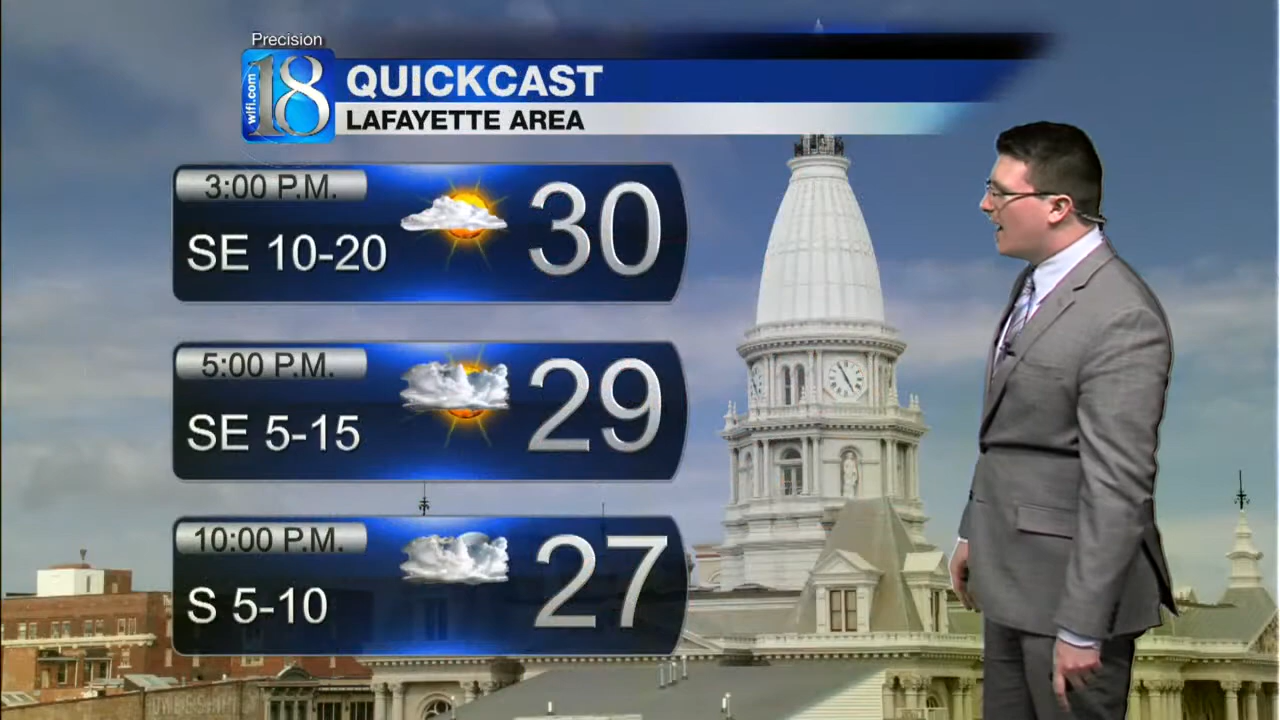 Precision
wlfi.com
18
QUICKCAST
LAFAYETTE AREA
3:00 P.M.
SE 10-20
30
5:00 P.M.
SE 5-15
29
10:00 P.M.
S 5-10
27